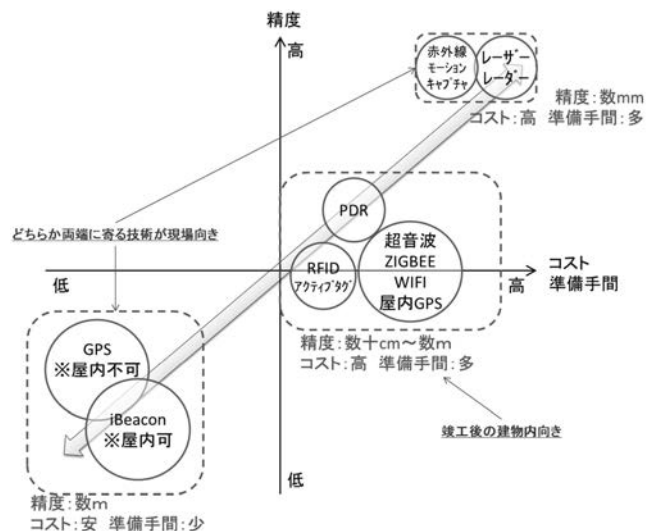 精度
高
赤外線
モーション
キャプチャ
レーザー
レーダー
精度：数mm
コスト：高 準備手間：多
どちらか両端に寄る技術が現場向き
PDR
超音波
ZIGBEE
WIFI
屋内GPS
RFID
アクティブタグ
低
高
コスト
準備手間
精度：数十cm～数m
コスト：高 準備手間：多
GPS
※屋内不可
iBeacon
※屋内可
竣工後の建物内向き
低
精度：数m
コスト：安 準備手間：少